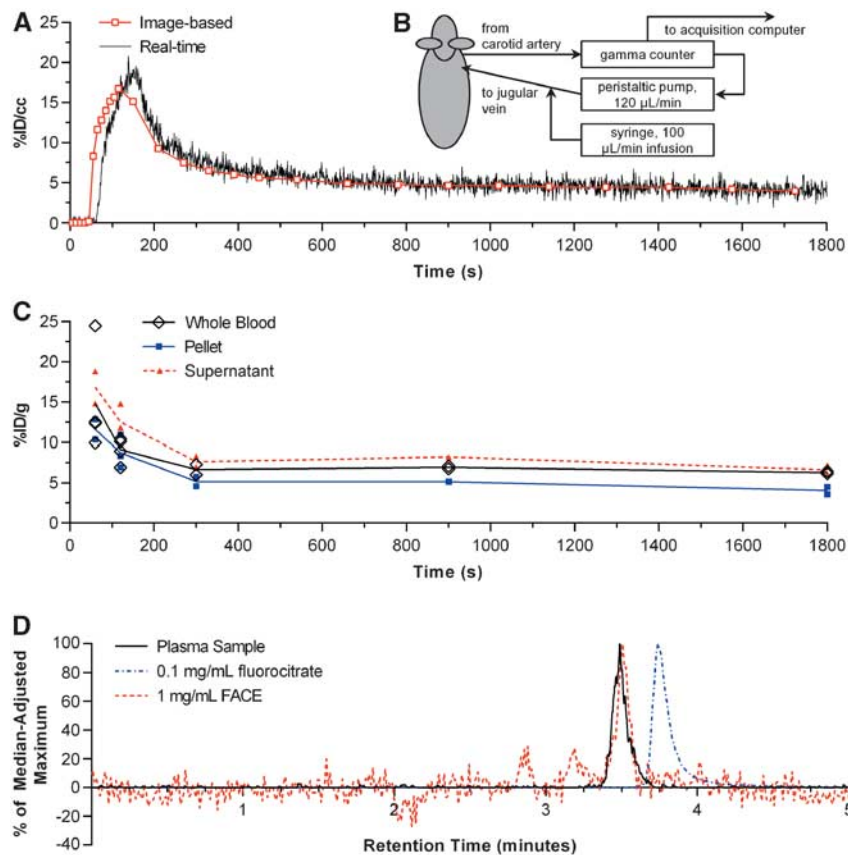 A
Image-based
Real-time
%ID/cc
25
20
15
10
5
0
0 200 400 600 800 1000 1200 1400 1600 1800
Time (s)
B
from
carotid artery
to acquisition computer
gamma counter
to jugular
vein
peristaltic pump,
120 µL/min
syringe, 100
µL/min infusion
C
Whole Blood
Pellet
Supernatant
%ID/g
25
20
15
10
5
0
0 200 400 600 800 1000 1200 1400 1600 1800
Time (s)
D
Plasma Sample
0.1 mg/mL fluorocitrate
1 mg/mL FACE
% of Median-Adjusted
Maximum
100
80
60
40
20
0
-20
-40
1 2 3 4 5
Retention Time (minutes)